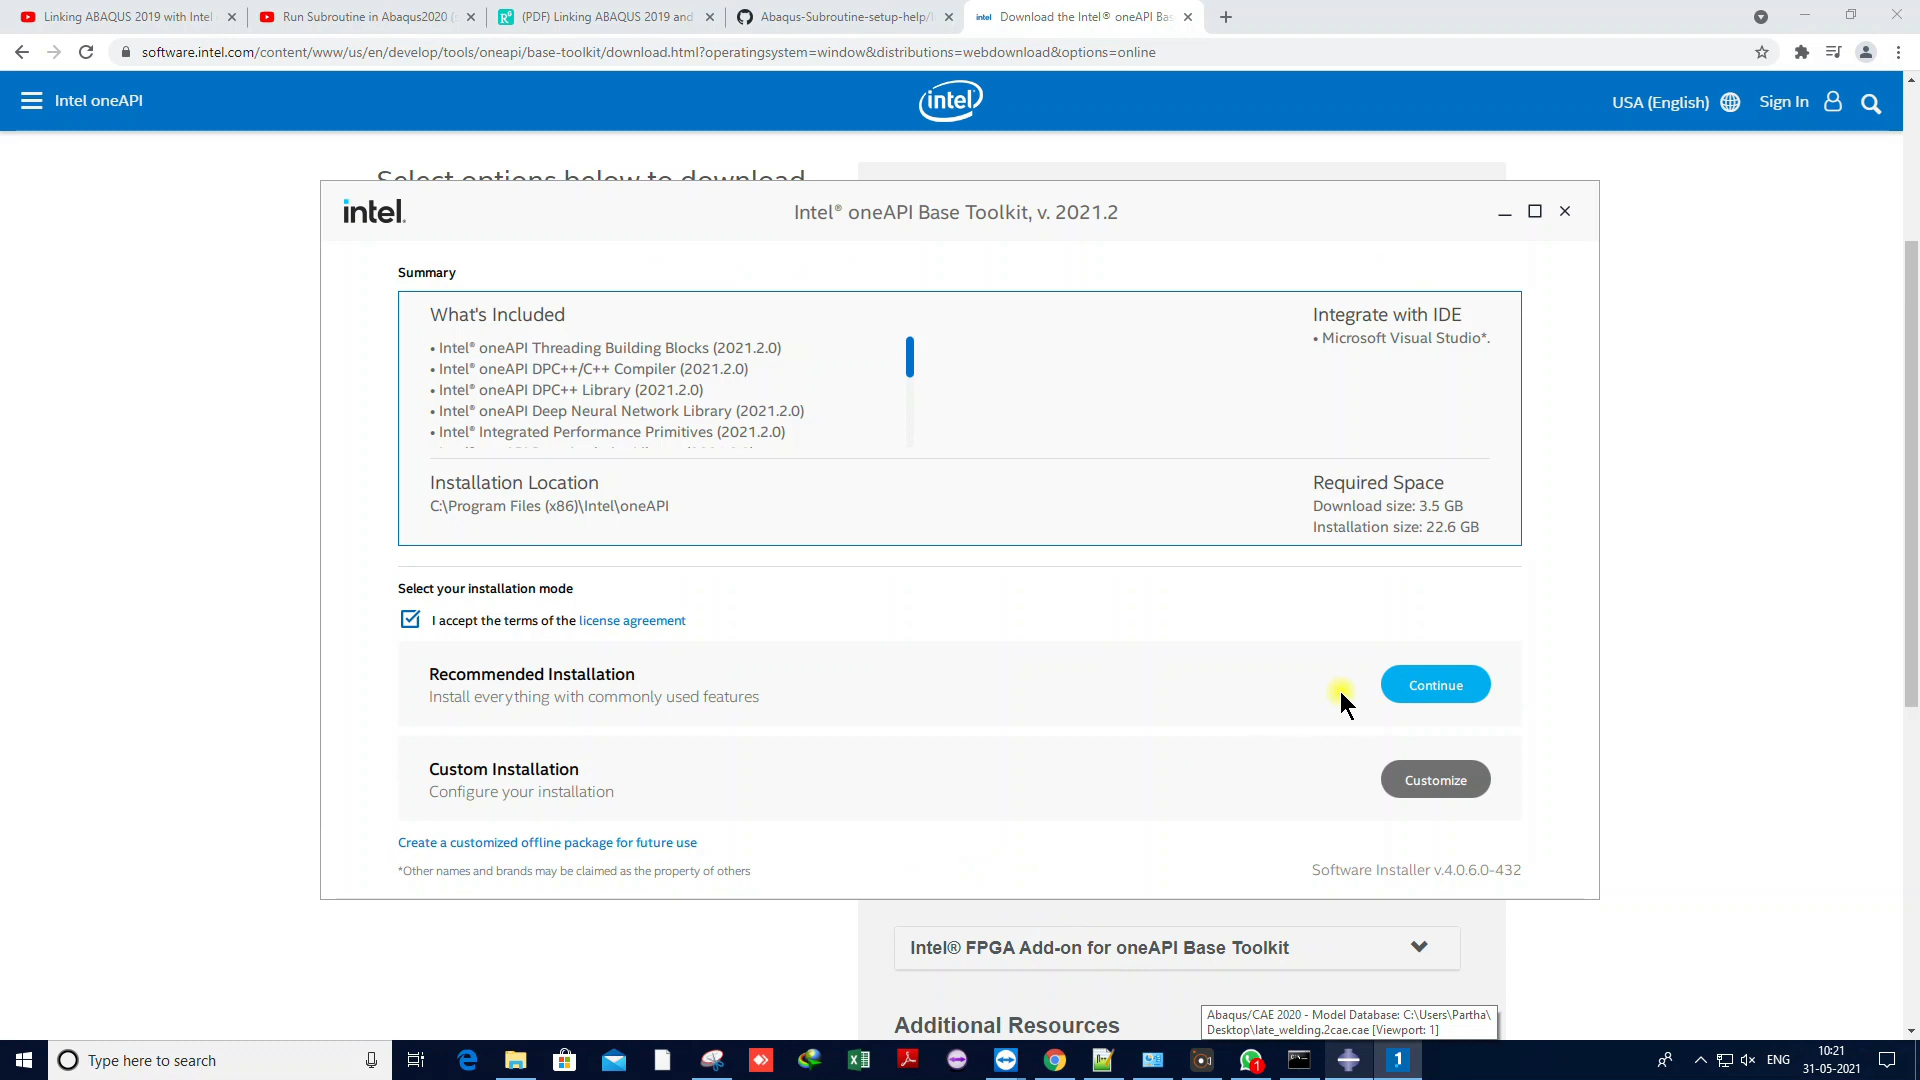 Linking ABAQUS 2019 with Intel
Run Subroutine in Abaqus2020 (
(PDF) Linking ABAQUS 2019 and
Abaqus-Subroutine-setup-help/
Download the Intel® oneAPI Bas
software.intel.com/content/www/us/en/develop/tools/oneapi/base-toolkit/download.html?operatingsystem=window&distributions=webdownload&options=online
Intel oneAPI
intel
USA (English)
Sign In
Select options below to download
intel.
Intel® oneAPI Base Toolkit, v. 2021.2
Summary
What's Included
• Intel® oneAPI Threading Building Blocks (2021.2.0)
• Intel® oneAPI DPC++/C++ Compiler (2021.2.0)
• Intel® oneAPI DPC++ Library (2021.2.0)
• Intel® oneAPI Deep Neural Network Library (2021.2.0)
• Intel® Integrated Performance Primitives (2021.2.0)
Integrate with IDE
• Microsoft Visual Studio*.
Installation Location
C:\Program Files (x86)\Intel\oneAPI
Required Space
Download size: 3.5 GB
Installation size: 22.6 GB
Select your installation mode
I accept the terms of the license agreement
Recommended Installation
Install everything with commonly used features
Continue
Custom Installation
Configure your installation
Customize
Create a customized offline package for future use
*Other names and brands may be claimed as the property of others
Software Installer v.4.0.6.0-432
Intel® FPGA Add-on for oneAPI Base Toolkit
Additional Resources
Abaqus/CAE 2020 - Model Database: C:\Users\Partha\
Desktop\late_welding.2cae.cae [Viewport: 1]
Type here to search
1
1
ENG
10:21
31-05-2021